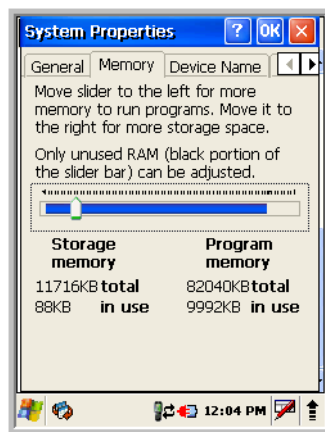 System Properties ? OK X
General Memory Device Name
Move slider to the left for more
memory to run programs. Move it to
the right for more storage space.
Only unused RAM (black portion of
the slider bar) can be adjusted.
Storage memory
Program memory
11716KB total
82040KB total
88KB in use
9992KB in use
12:04 PM